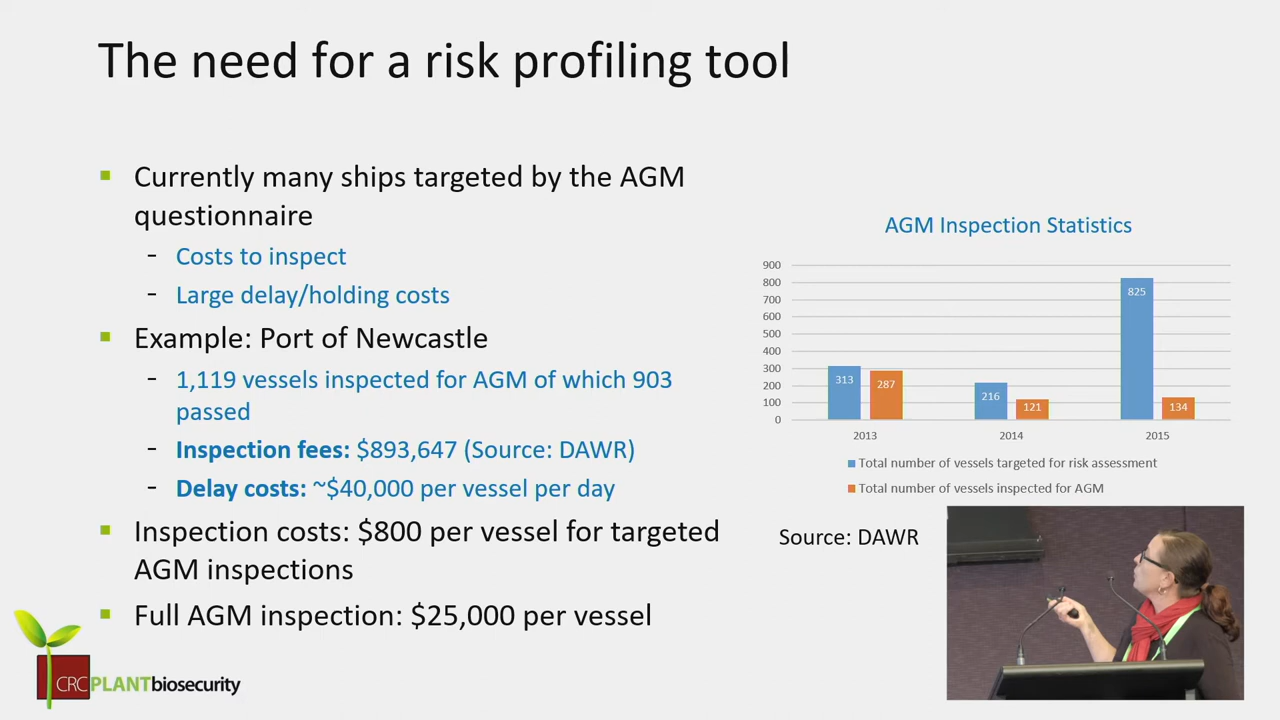 The need for a risk profiling tool
Currently many ships targeted by the AGM
questionnaire
- Costs to inspect
- Large delay/holding costs
Example: Port of Newcastle
- 1,119 vessels inspected for AGM of which 903
passed
- Inspection fees: $893,647 (Source: DAWR)
- Delay costs: ~$40,000 per vessel per day
Inspection costs: $800 per vessel for targeted
AGM inspections
Full AGM inspection: $25,000 per vessel
AGM Inspection Statistics
900
800
700
600
500
400
300
200
100
0
313
287
216
121
825
134
2013
2014
2015
Total number of vessels targeted for risk assessment
Total number of vessels inspected for AGM
Source: DAWR
CRCPLANTbiosecurity